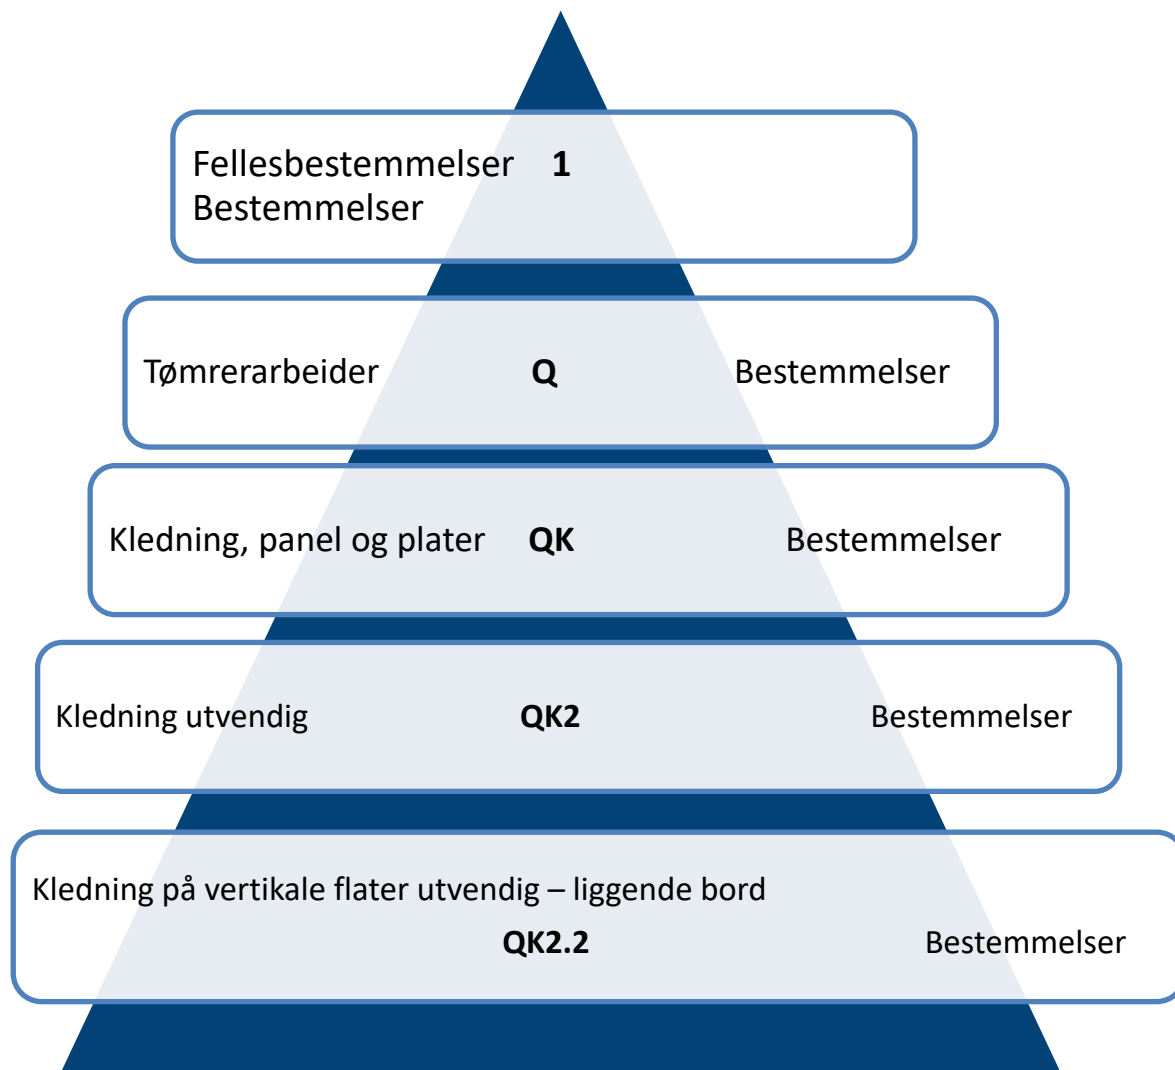 Fellesbestemmelser 1
Bestemmelser
Tømrerarbeider Q Bestemmelser
Kledning, panel og plater QK Bestemmelser
Kledning utvendig QK2 Bestemmelser
Kledning på vertikale flater utvendig – liggende bord
QK2.2 Bestemmelser